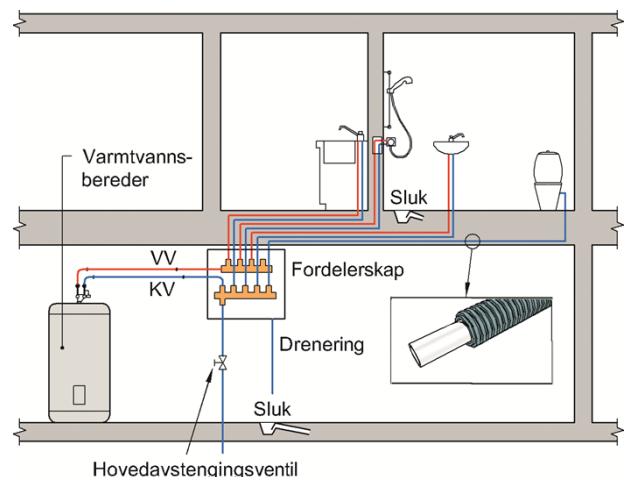 Varmtvanns-
bereder
Sluk
VV
KV
Fordelerskap
Drenering
Sluk
Hovedavstengingsventil